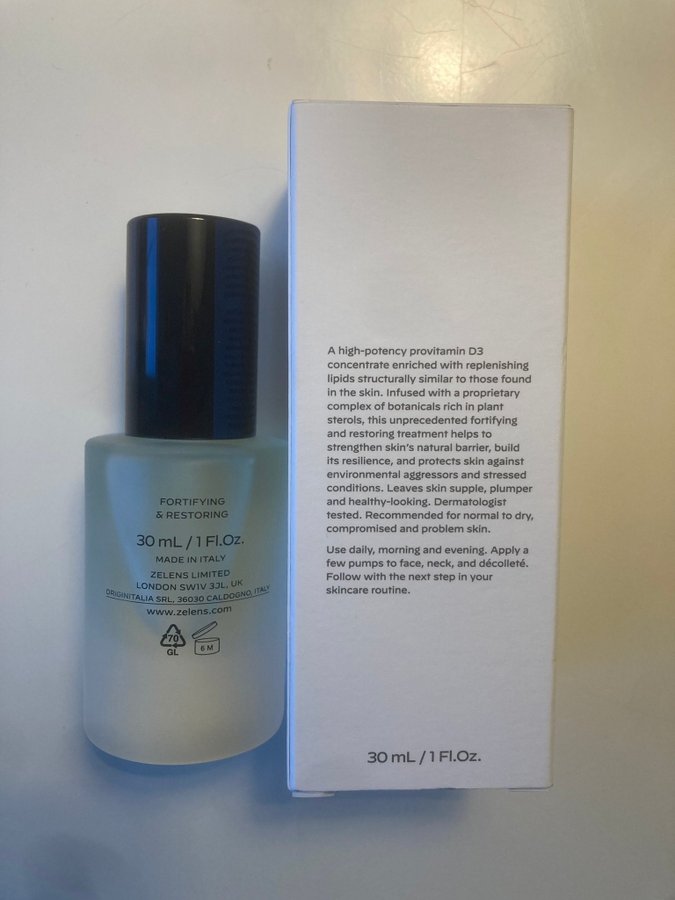 FORTIFYING
& RESTORING
30 mL / 1 Fl.Oz.
MADE IN ITALY
ZELENS LIMITED
LONDON SW1V 3JL, UK
ORIGINITALIA SRL, 36030 CALDOGNO, ITALY
www.zelens.com
70
GL
6 M
A high-potency provitamin D3
concentrate enriched with replenishing
lipids structurally similar to those found
in the skin. Infused with a proprietary
complex of botanicals rich in plant
sterols, this unprecedented fortifying
and restoring treatment helps to
strengthen skin's natural barrier, build
its resilience, and protects skin against
environmental aggressors and stressed
conditions. Leaves skin supple, plumper
and healthy-looking. Dermatologist
tested. Recommended for normal to dry,
compromised and problem skin.
Use daily, morning and evening. Apply a
few pumps to face, neck, and décolleté.
Follow with the next step in your
skincare routine.
30 mL / 1 Fl.Oz.